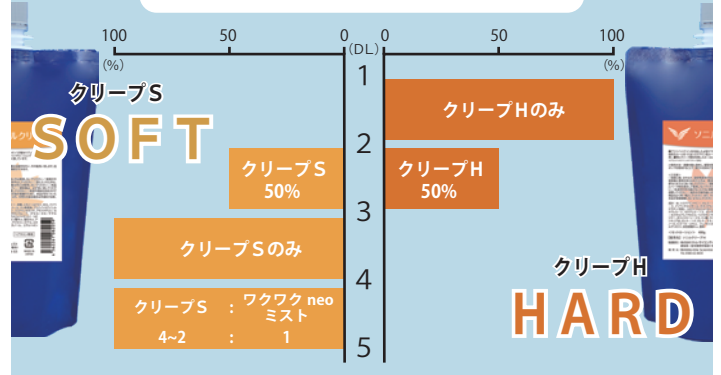 100 50 0 (DL) 0 50 100
(%) (%)
1
クリープS
SOFT
クリープHのみ
2
クリープS
50%
クリープH
50%
3
クリープSのみ
クリープH
HARD
4
クリープS : ワクワク neo
ミスト
4~2 : 1
5
ソニル